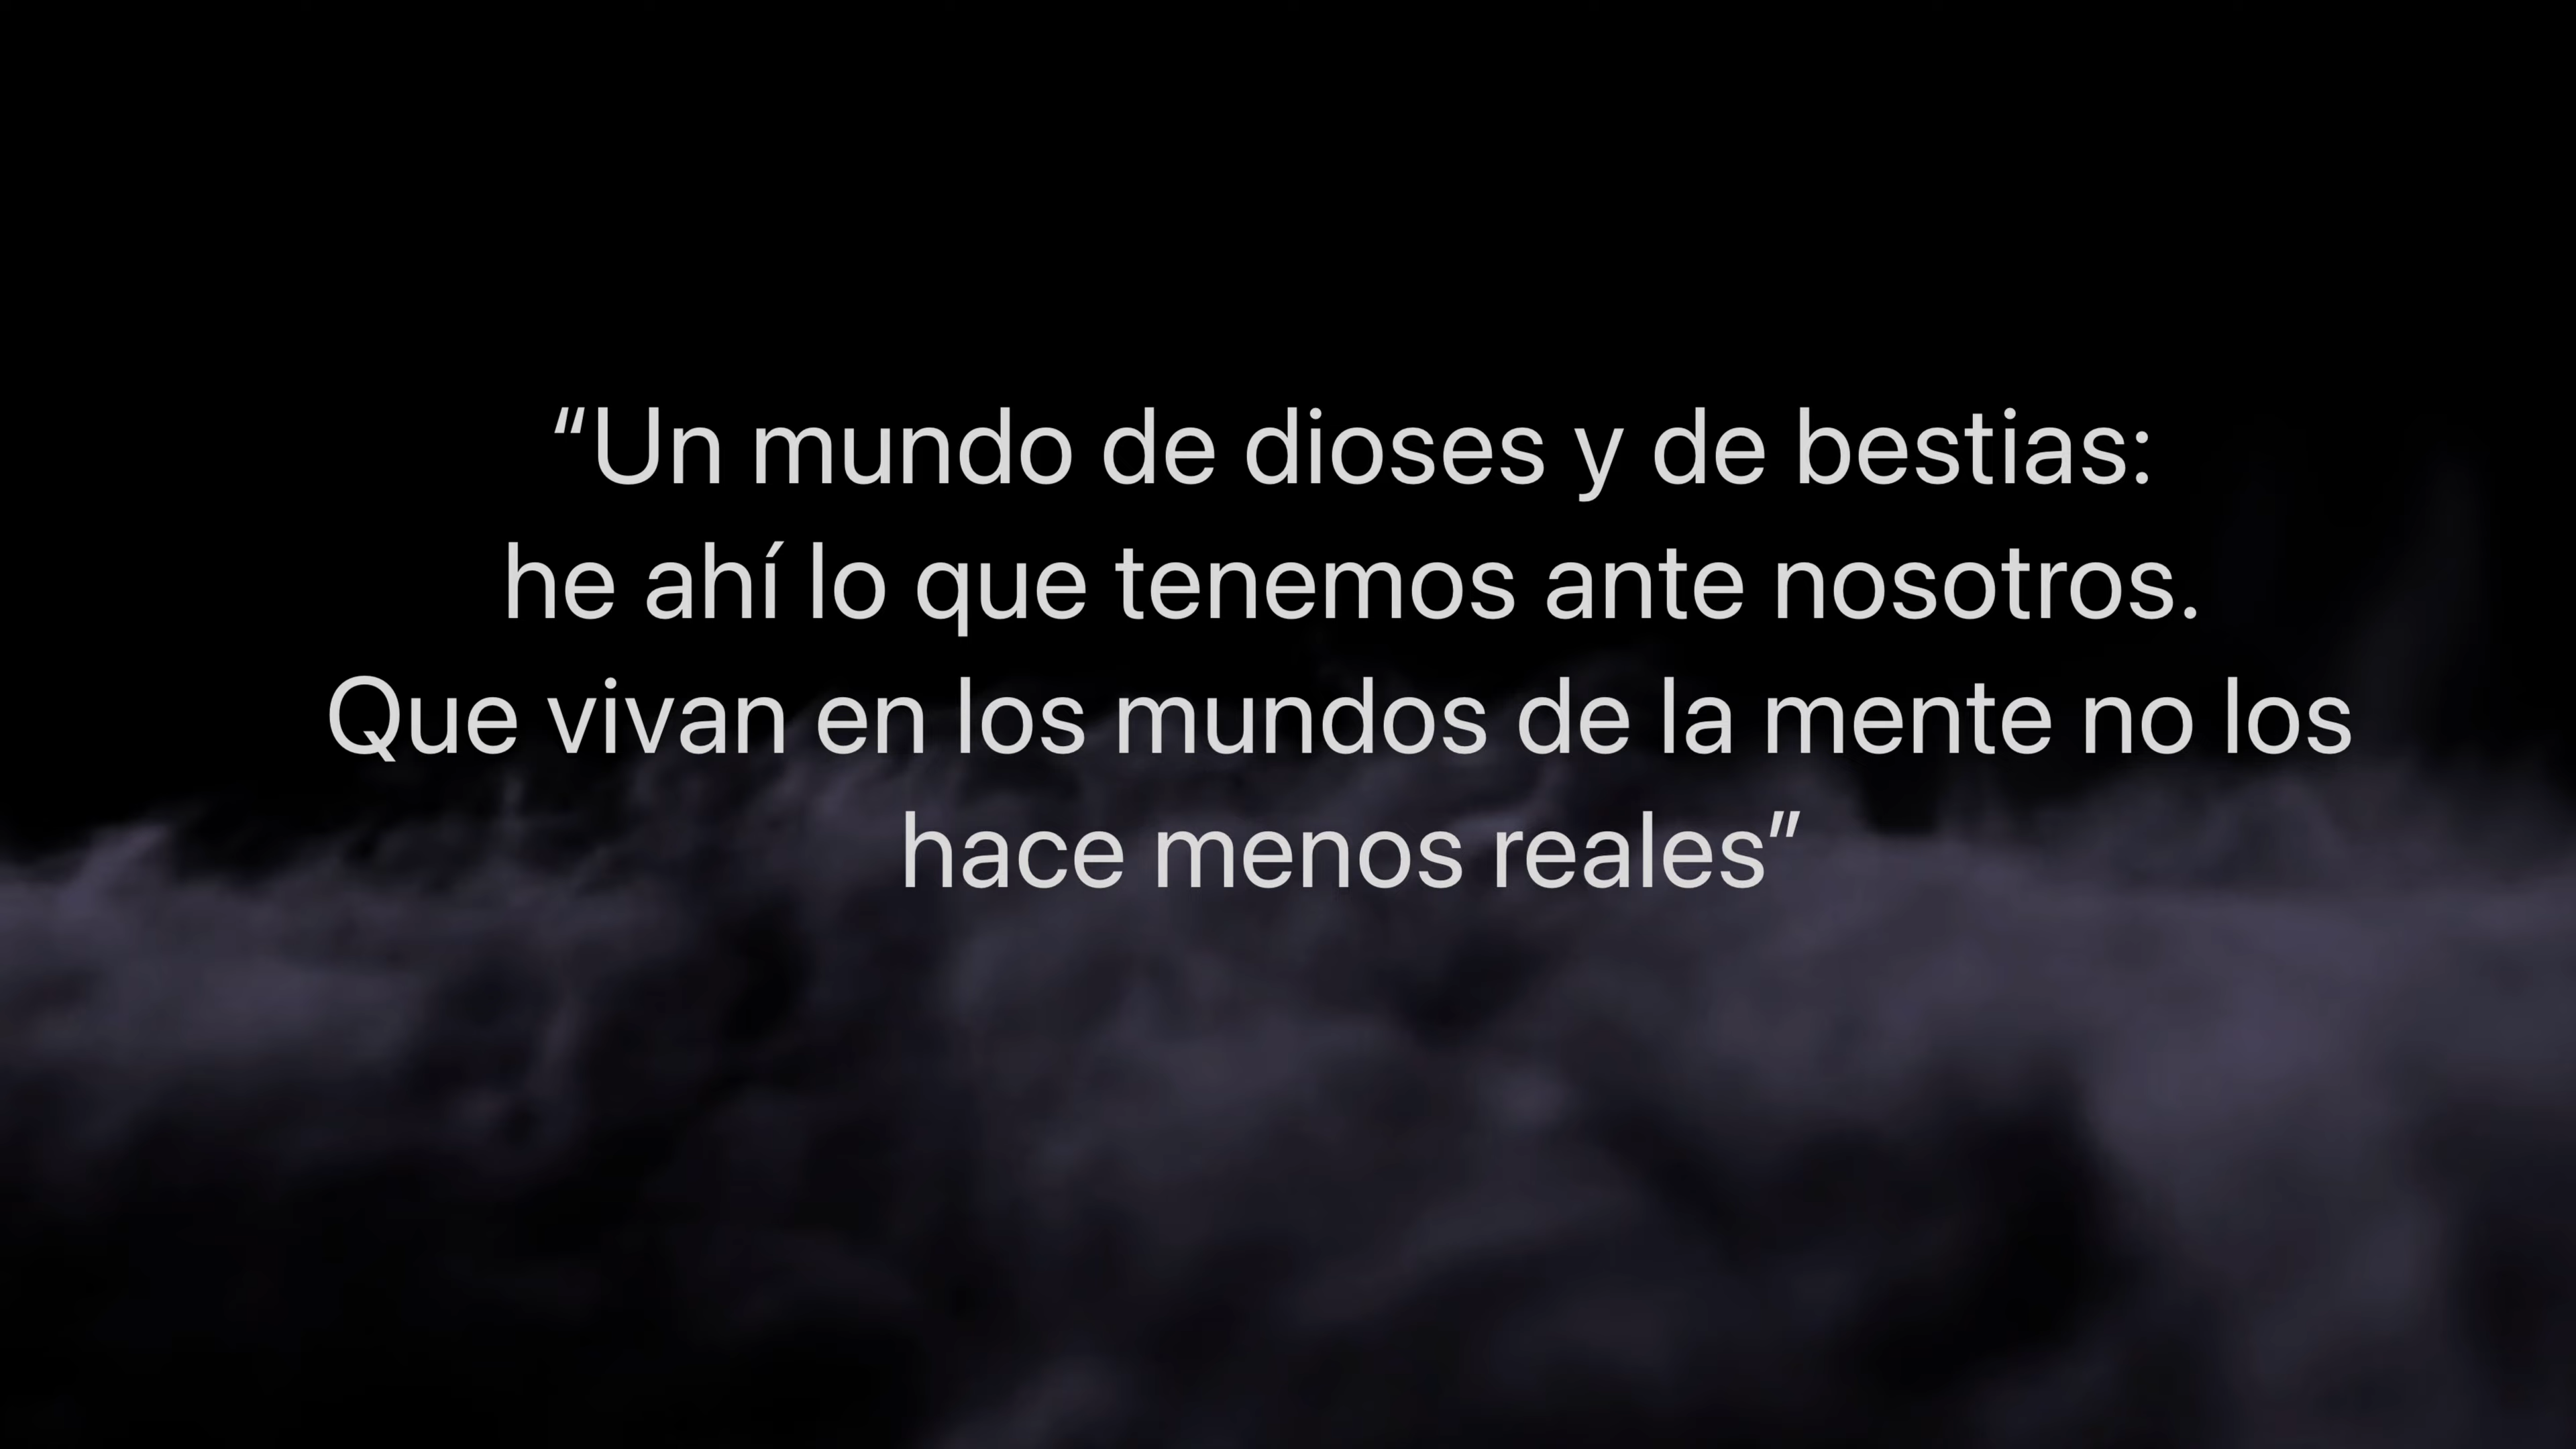 “Un mundo de dioses y de bestias:
he ahí lo que tenemos ante nosotros.
Que vivan en los mundos de la mente no los
hace menos reales”